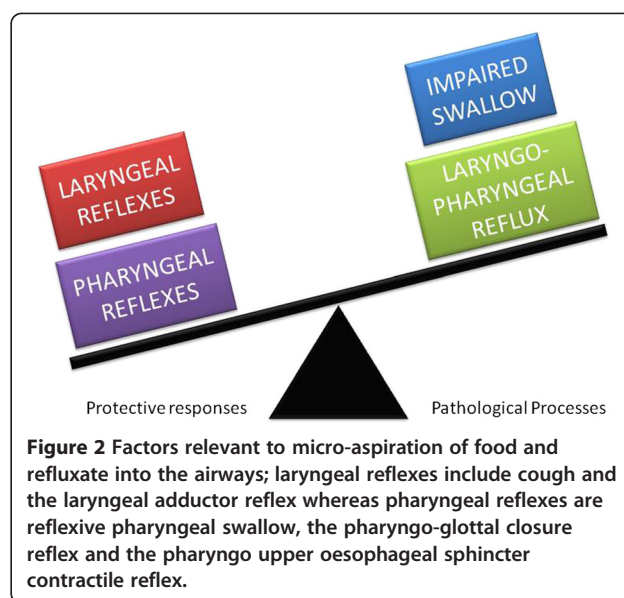 IMPAIRED
SWALLOW
LARYNGEAL
REFLEXES
LARYNGO-
PHARYNGEAL
REFLUX
PHARYNGEAL
REFLEXES
Protective responses
Pathological Processes
Figure 2 Factors relevant to micro-aspiration of food and
refluxate into the airways; laryngeal reflexes include cough and
the laryngeal adductor reflex whereas pharyngeal reflexes are
reflexive pharyngeal swallow, the pharyngo-glottal closure
reflex and the pharyngo upper oesophageal sphincter
contractile reflex.